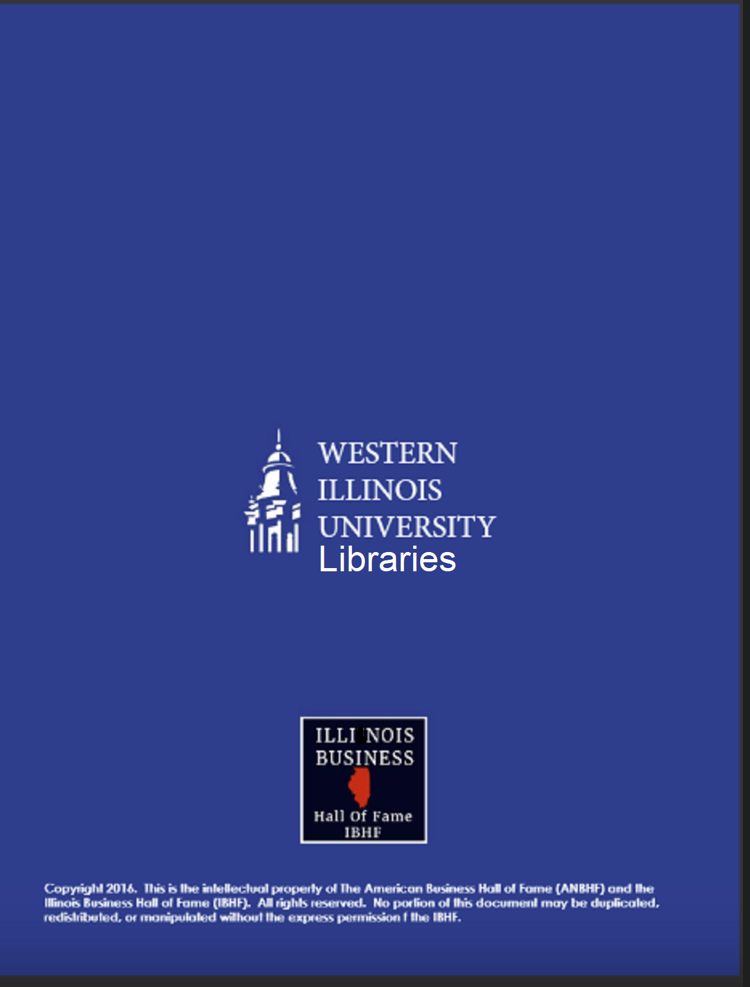 WESTERN
ILLINOIS
UNIVERSITY
Libraries
ILLI NOIS
BUSINESS
Hall Of Fame
IBHF
Copyright 2016. This is the intellectual property of The American Business Hall of Fame (ANBHF) and the
Illinois Business Hall of Fame (IBHF). All rights reserved. No portion of this document may be duplicated,
redistributed, or manipulated without the express permission f the IBHF.